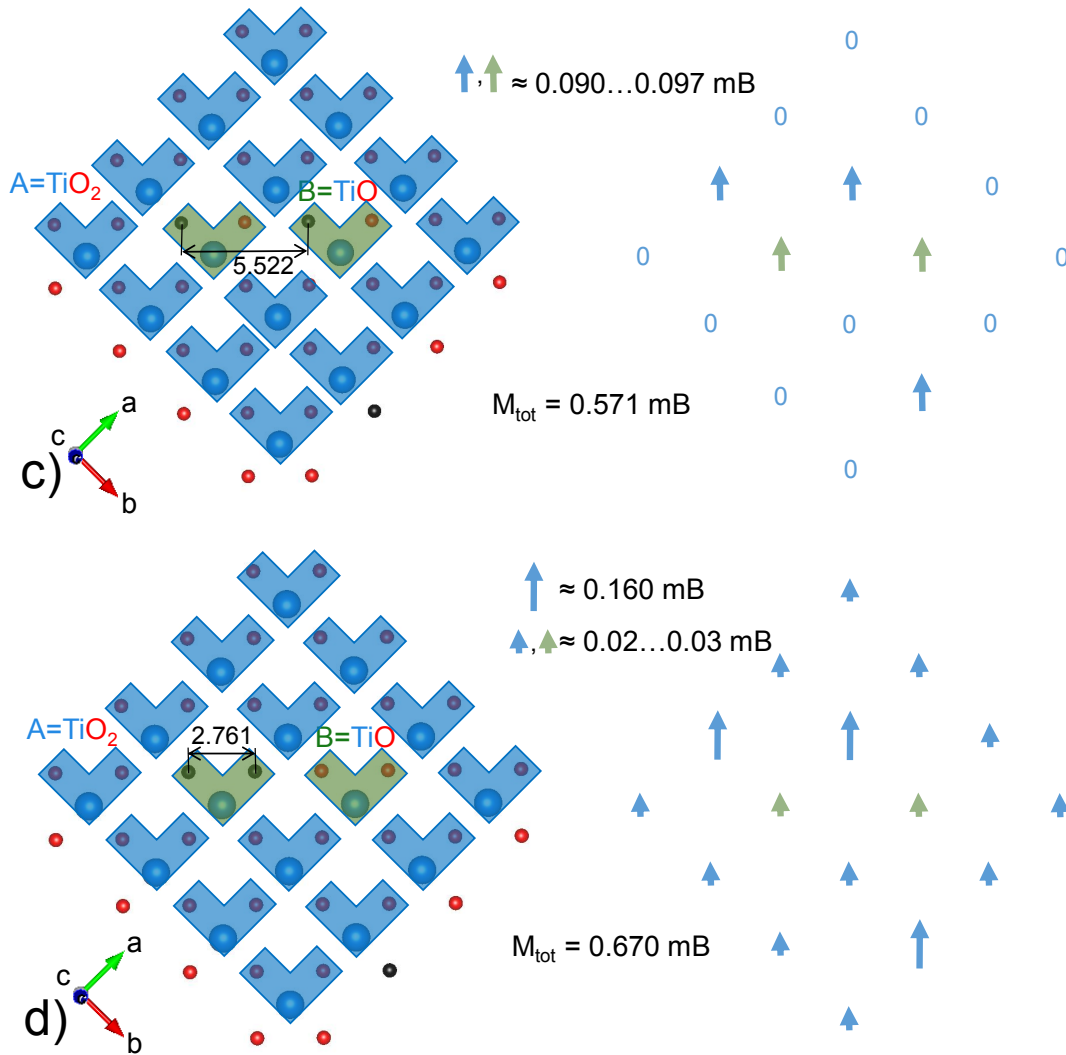 0
, ≈ 0.090…0.097 mB
0 0
A=TiO₂ B=TiO
0
5.522
0 0
0 0 0
0
M_tot = 0.571 mB
a
c
c)
b
0
≈ 0.160 mB
, ≈ 0.02…0.03 mB
A=TiO₂ 2.761 B=TiO
M_tot = 0.670 mB
a
c
d)
b